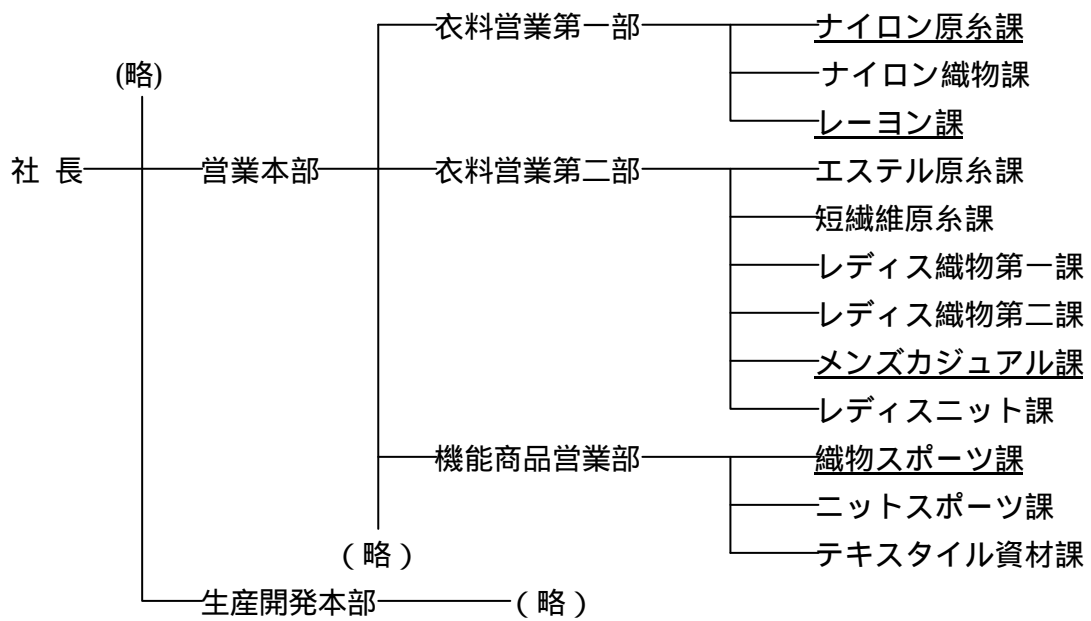 衣料営業第一部 ナイロン原糸課
(略) ナイロン織物課
レーヨン課
社 長 営業本部 衣料営業第二部 エステル原糸課
短繊維原糸課
レディス織物第一課
レディス織物第二課
メンズカジュアル課
レディスニット課
機能商品営業部 織物スポーツ課
ニットスポーツ課
(略) テキスタイル資材課
生産開発本部 (略)